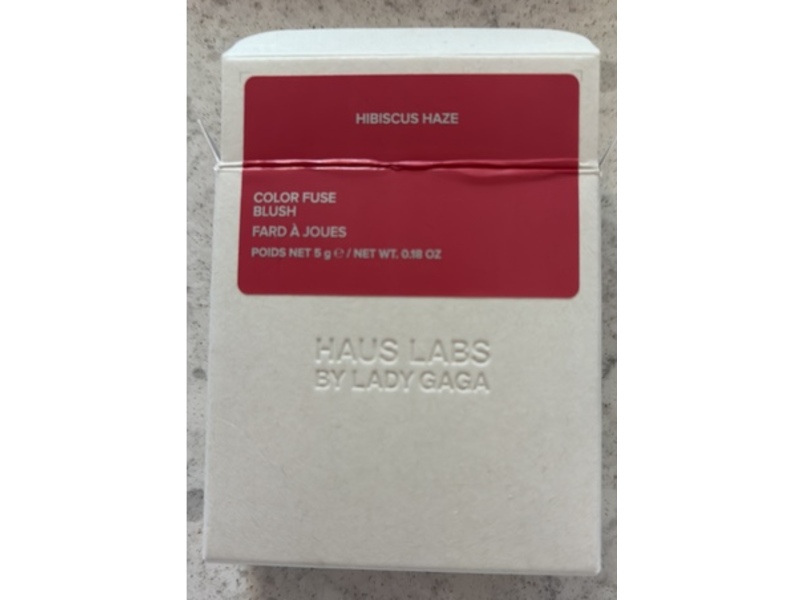 HIBISCUS HAZE
COLOR FUSE
BLUSH
FARD À JOUES
POIDS NET 5 g ℮ / NET WT. 0.18 OZ
HAUS LABS
BY LADY GAGA